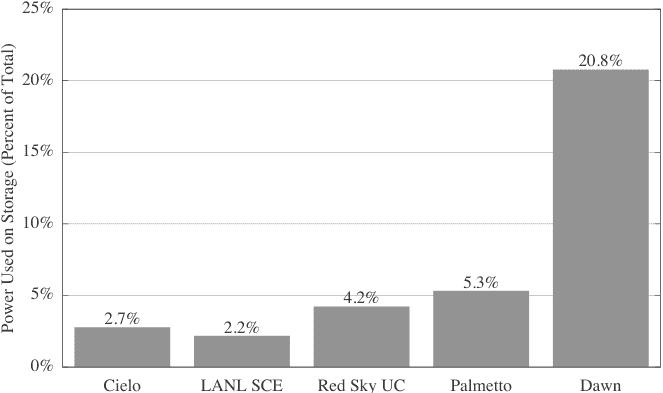 Power Used on Storage (Percent of Total)
25%
20%
15%
10%
5%
0%
2.7%
2.2%
4.2%
5.3%
20.8%
Cielo
LANL SCE
Red Sky UC
Palmetto
Dawn